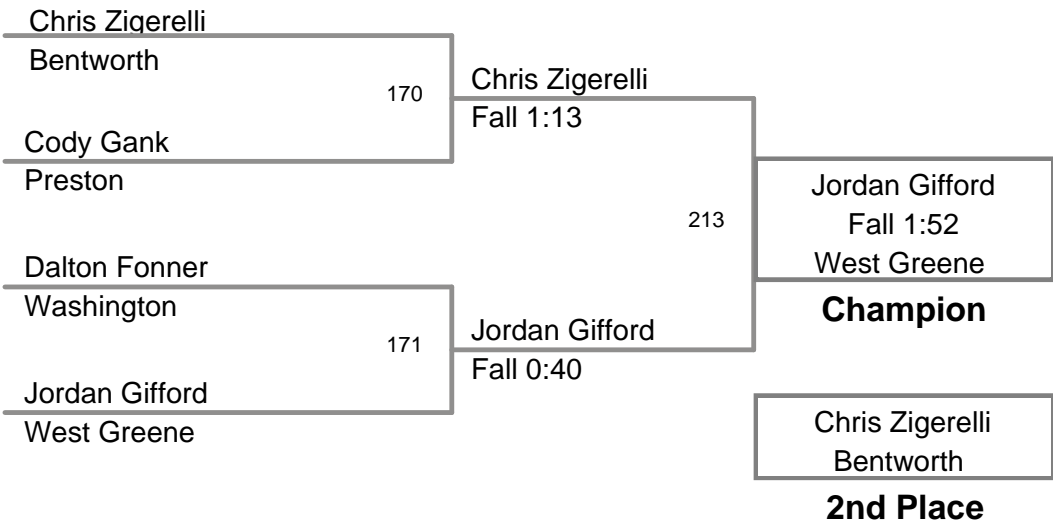 Chris Zigerelli
Bentworth
170
Cody Gank
Preston
Chris Zigerelli
Fall 1:13
Dalton Fonner
Washington
171
Jordan Gifford
West Greene
Jordan Gifford
Fall 0:40
213
Jordan Gifford
Fall 1:52
West Greene
Champion
Chris Zigerelli
Bentworth
2nd Place